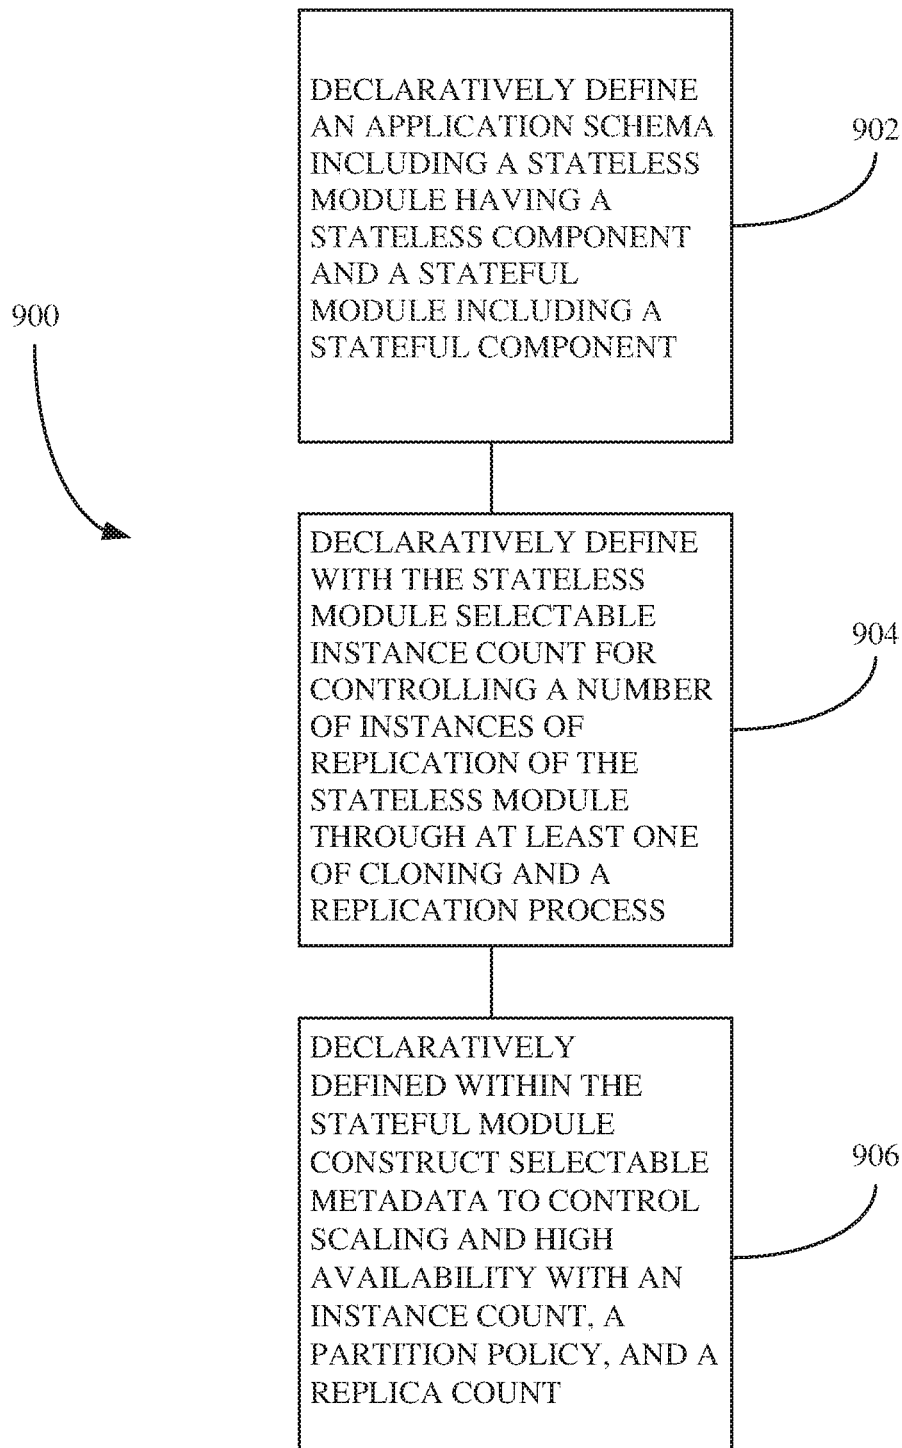 DECLARATIVELY DEFINE
AN APPLICATION SCHEMA
INCLUDING A STATELESS
MODULE HAVING A
STATELESS COMPONENT
AND A STATEFUL
MODULE INCLUDING A
STATEFUL COMPONENT
902
900
DECLARATIVELY DEFINE
WITH THE STATELESS
MODULE SELECTABLE
INSTANCE COUNT FOR
CONTROLLING A NUMBER
OF INSTANCES OF
REPLICATION OF THE
STATELESS MODULE
THROUGH AT LEAST ONE
OF CLONING AND A
REPLICATION PROCESS
904
DECLARATIVELY
DEFINED WITHIN THE
STATEFUL MODULE
CONSTRUCT SELECTABLE
METADATA TO CONTROL
SCALING AND HIGH
AVAILABILITY WITH AN
INSTANCE COUNT, A
PARTITION POLICY, AND A
REPLICA COUNT
906